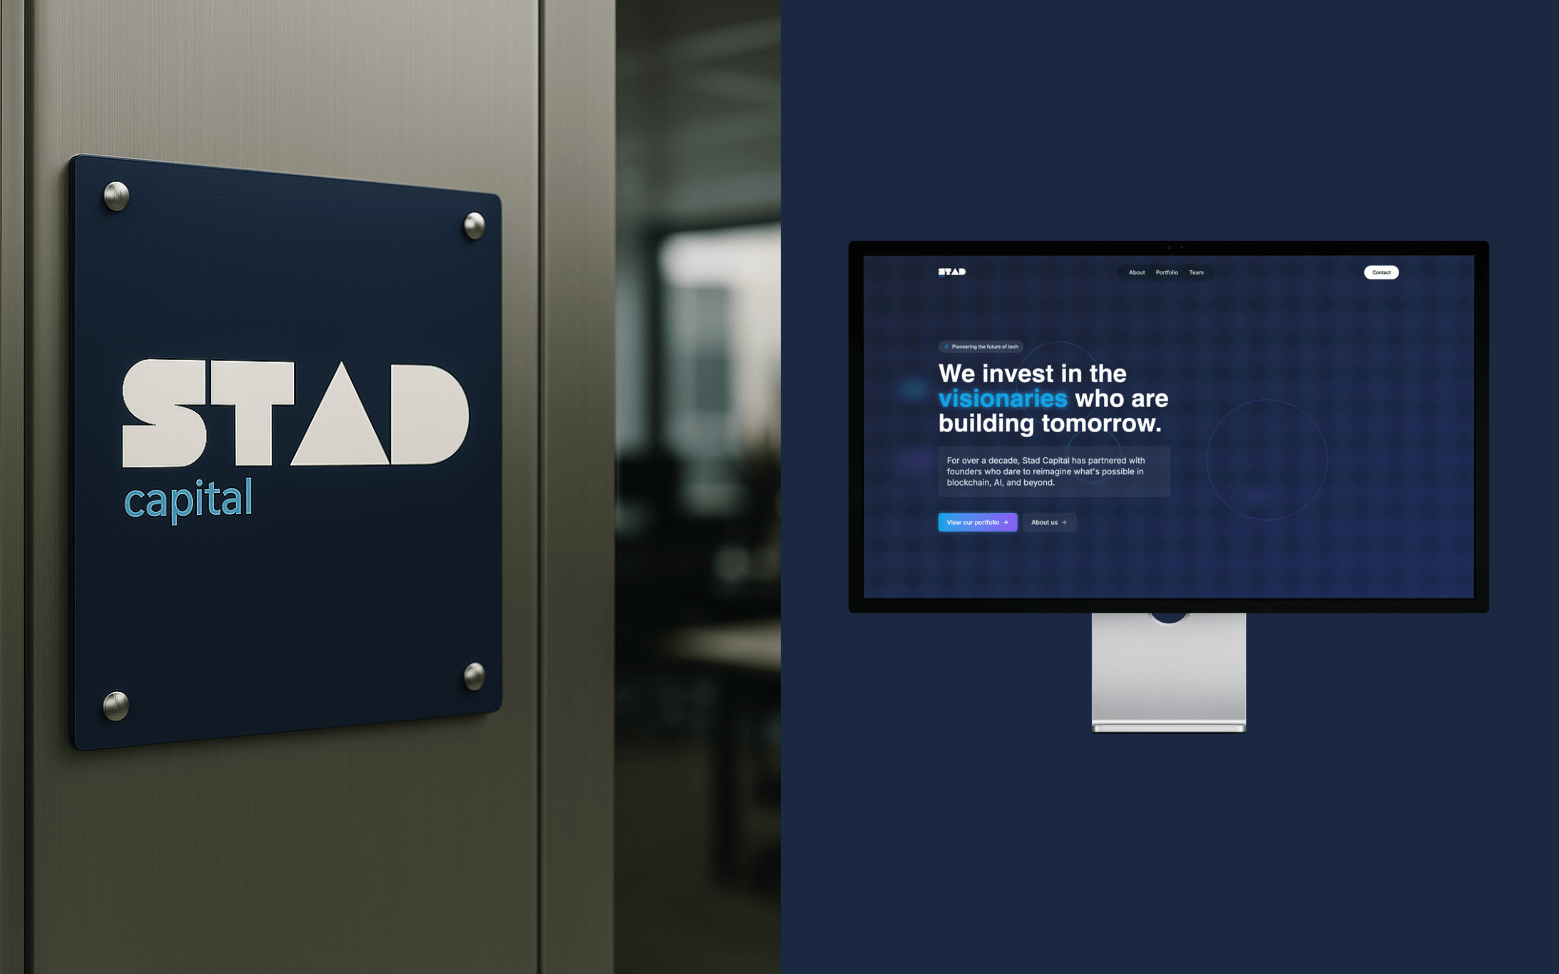 STAD
capital
STAD
About Portfolio Team
Contact
Pioneering the future of tech
We invest in the
visionaries who are
building tomorrow.
For over a decade, Stad Capital has partnered with
founders who dare to reimagine what's possible in
blockchain, AI, and beyond.
View our portfolio →
About us →